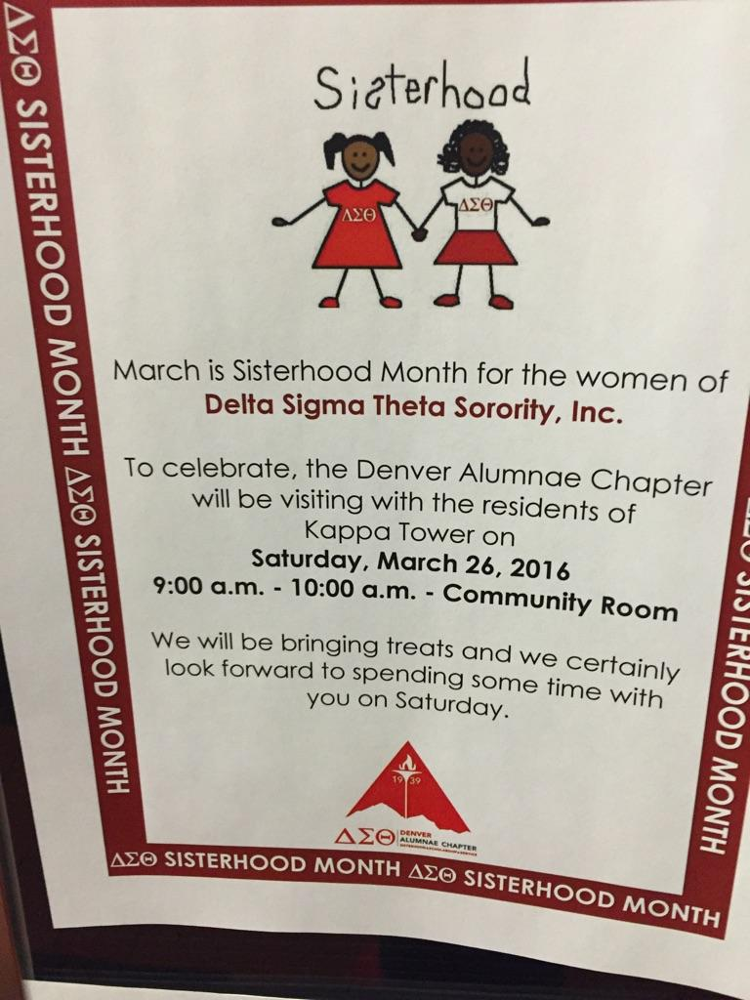 Sisterhood
ΔΣΘ
ΔΣΘ
March is Sisterhood Month for the women of
Delta Sigma Theta Sorority, Inc.
To celebrate, the Denver Alumnae Chapter
will be visiting with the residents of
Kappa Tower on
Saturday, March 26, 2016
9:00 a.m. - 10:00 a.m. - Community Room
We will be bringing treats and we certainly
look forward to spending some time with
you on Saturday.
19 39
ΔΣΘ
DENVER
ALUMNAE CHAPTER
ΔΣΘ SISTERHOOD MONTH ΔΣΘ SISTERHOOD MONTH
ΔΣΘ SISTERHOOD MONTH ΔΣΘ SISTERHOOD MONTH
SISTERHOOD MONTH